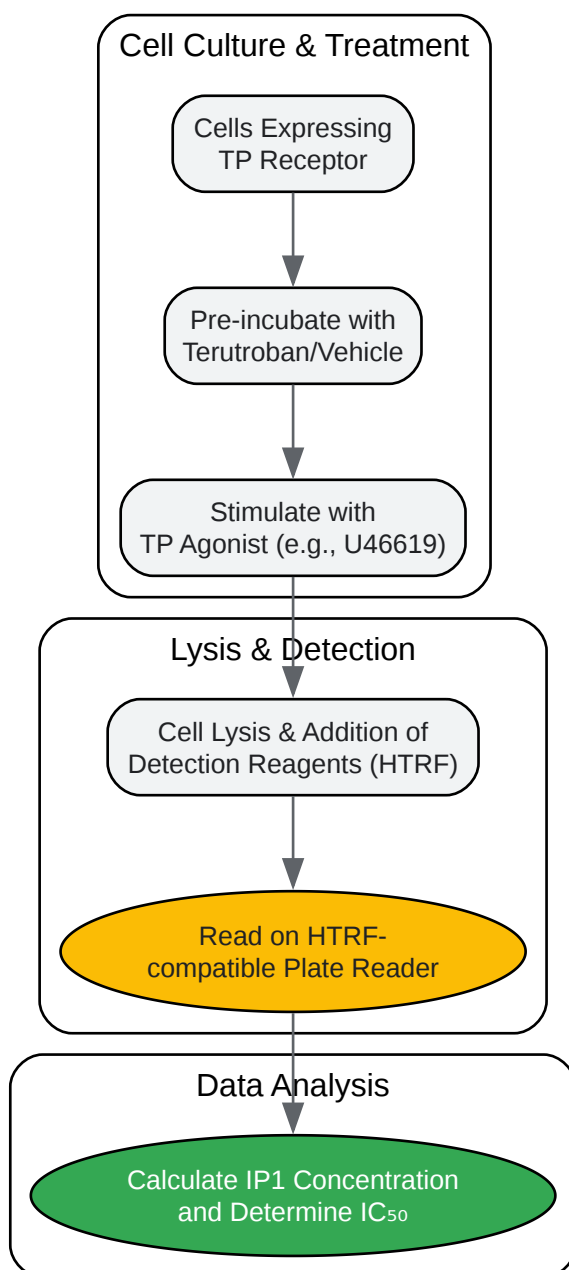 Cell Culture & Treatment
Cells Expressing
TP Receptor
Pre-incubate with
Terutroban/Vehicle
Stimulate with
TP Agonist (e.g., U46619)
Lysis & Detection
Cell Lysis & Addition of
Detection Reagents (HTRF)
Read on HTRF-
compatible Plate Reader
Data Analysis
Calculate IP1 Concentration
and Determine IC₅₀